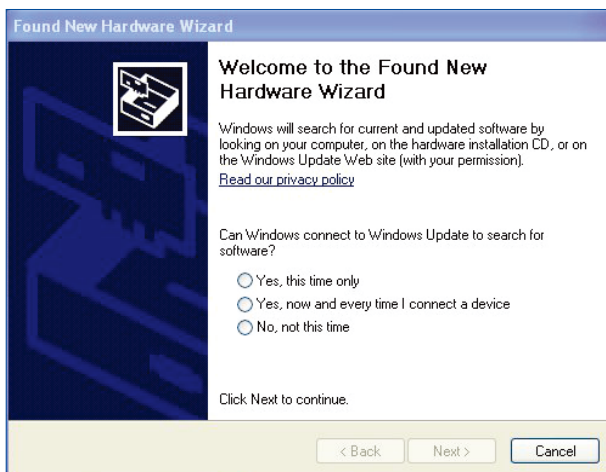 Found New Hardware Wizard
Welcome to the Found New
Hardware Wizard
Windows will search for current and updated software by
looking on your computer, on the hardware installation CD, or on
the Windows Update Web site (with your permission).
Read our privacy policy
Can Windows connect to Windows Update to search for
software?
Yes, this time only
Yes, now and every time I connect a device
No, not this time
Click Next to continue.
< Back
Next >
Cancel